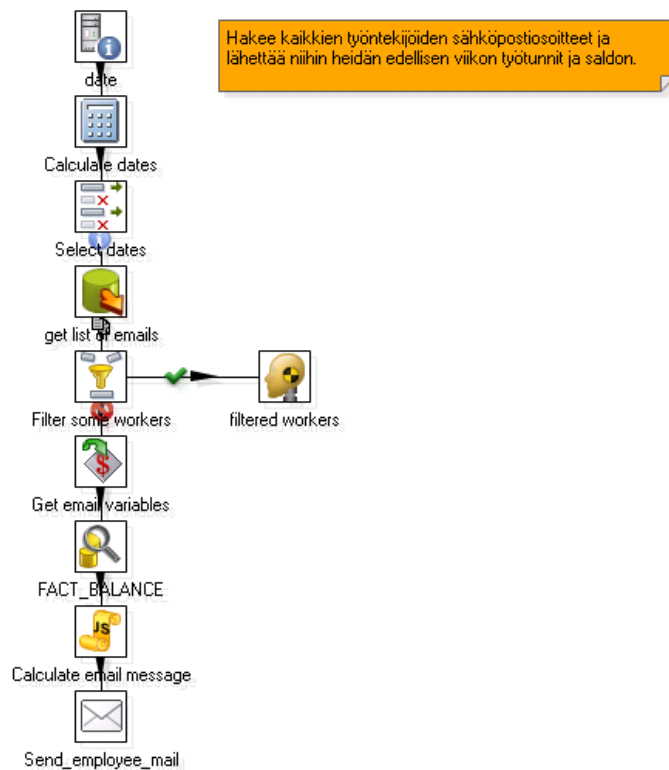 Hakee kaikkien työntekijöiden sähköpostiosoitteet ja
lähettää niihin heidän edellisen viikon työtunnit ja saldon.
date
Calculate dates
Select dates
get list of emails
Filter some workers
filtered workers
Get email variables
FACT_BALANCE
JS
Calculate email message
Send_employee_mail